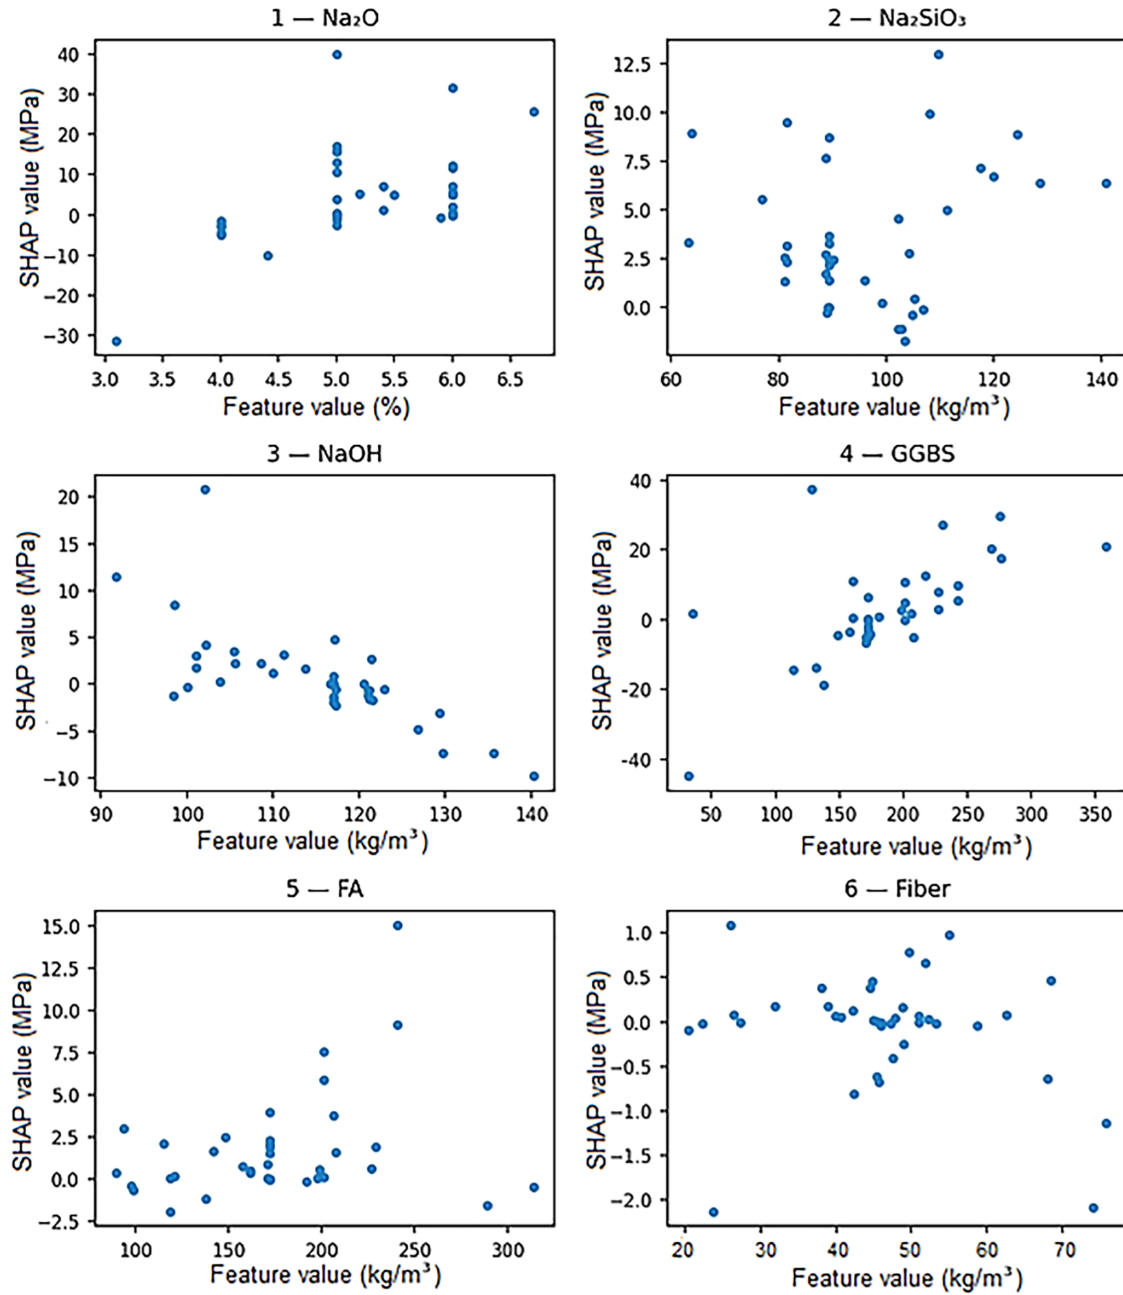 1 — Na₂O
40
30
20
10
0
−10
−20
−30
SHAP value (MPa)
3.0 3.5 4.0 4.5 5.0 5.5 6.0 6.5
Feature value (%)
2 — Na₂SiO₃
12.5
10.0
7.5
5.0
2.5
0.0
SHAP value (MPa)
60 80 100 120 140
Feature value (kg/m³)
3 — NaOH
20
15
10
5
0
−5
−10
SHAP value (MPa)
90 100 110 120 130 140
Feature value (kg/m³)
4 — GGBS
40
20
0
-20
-40
SHAP value (MPa)
50 100 150 200 250 300 350
Feature value (kg/m³)
5 — FA
15.0
12.5
10.0
7.5
5.0
2.5
0.0
−2.5
SHAP value (MPa)
100 150 200 250 300
Feature value (kg/m³)
6 — Fiber
1.0
0.5
0.0
−0.5
−1.0
−1.5
−2.0
SHAP value (MPa)
20 30 40 50 60 70
Feature value (kg/m³)